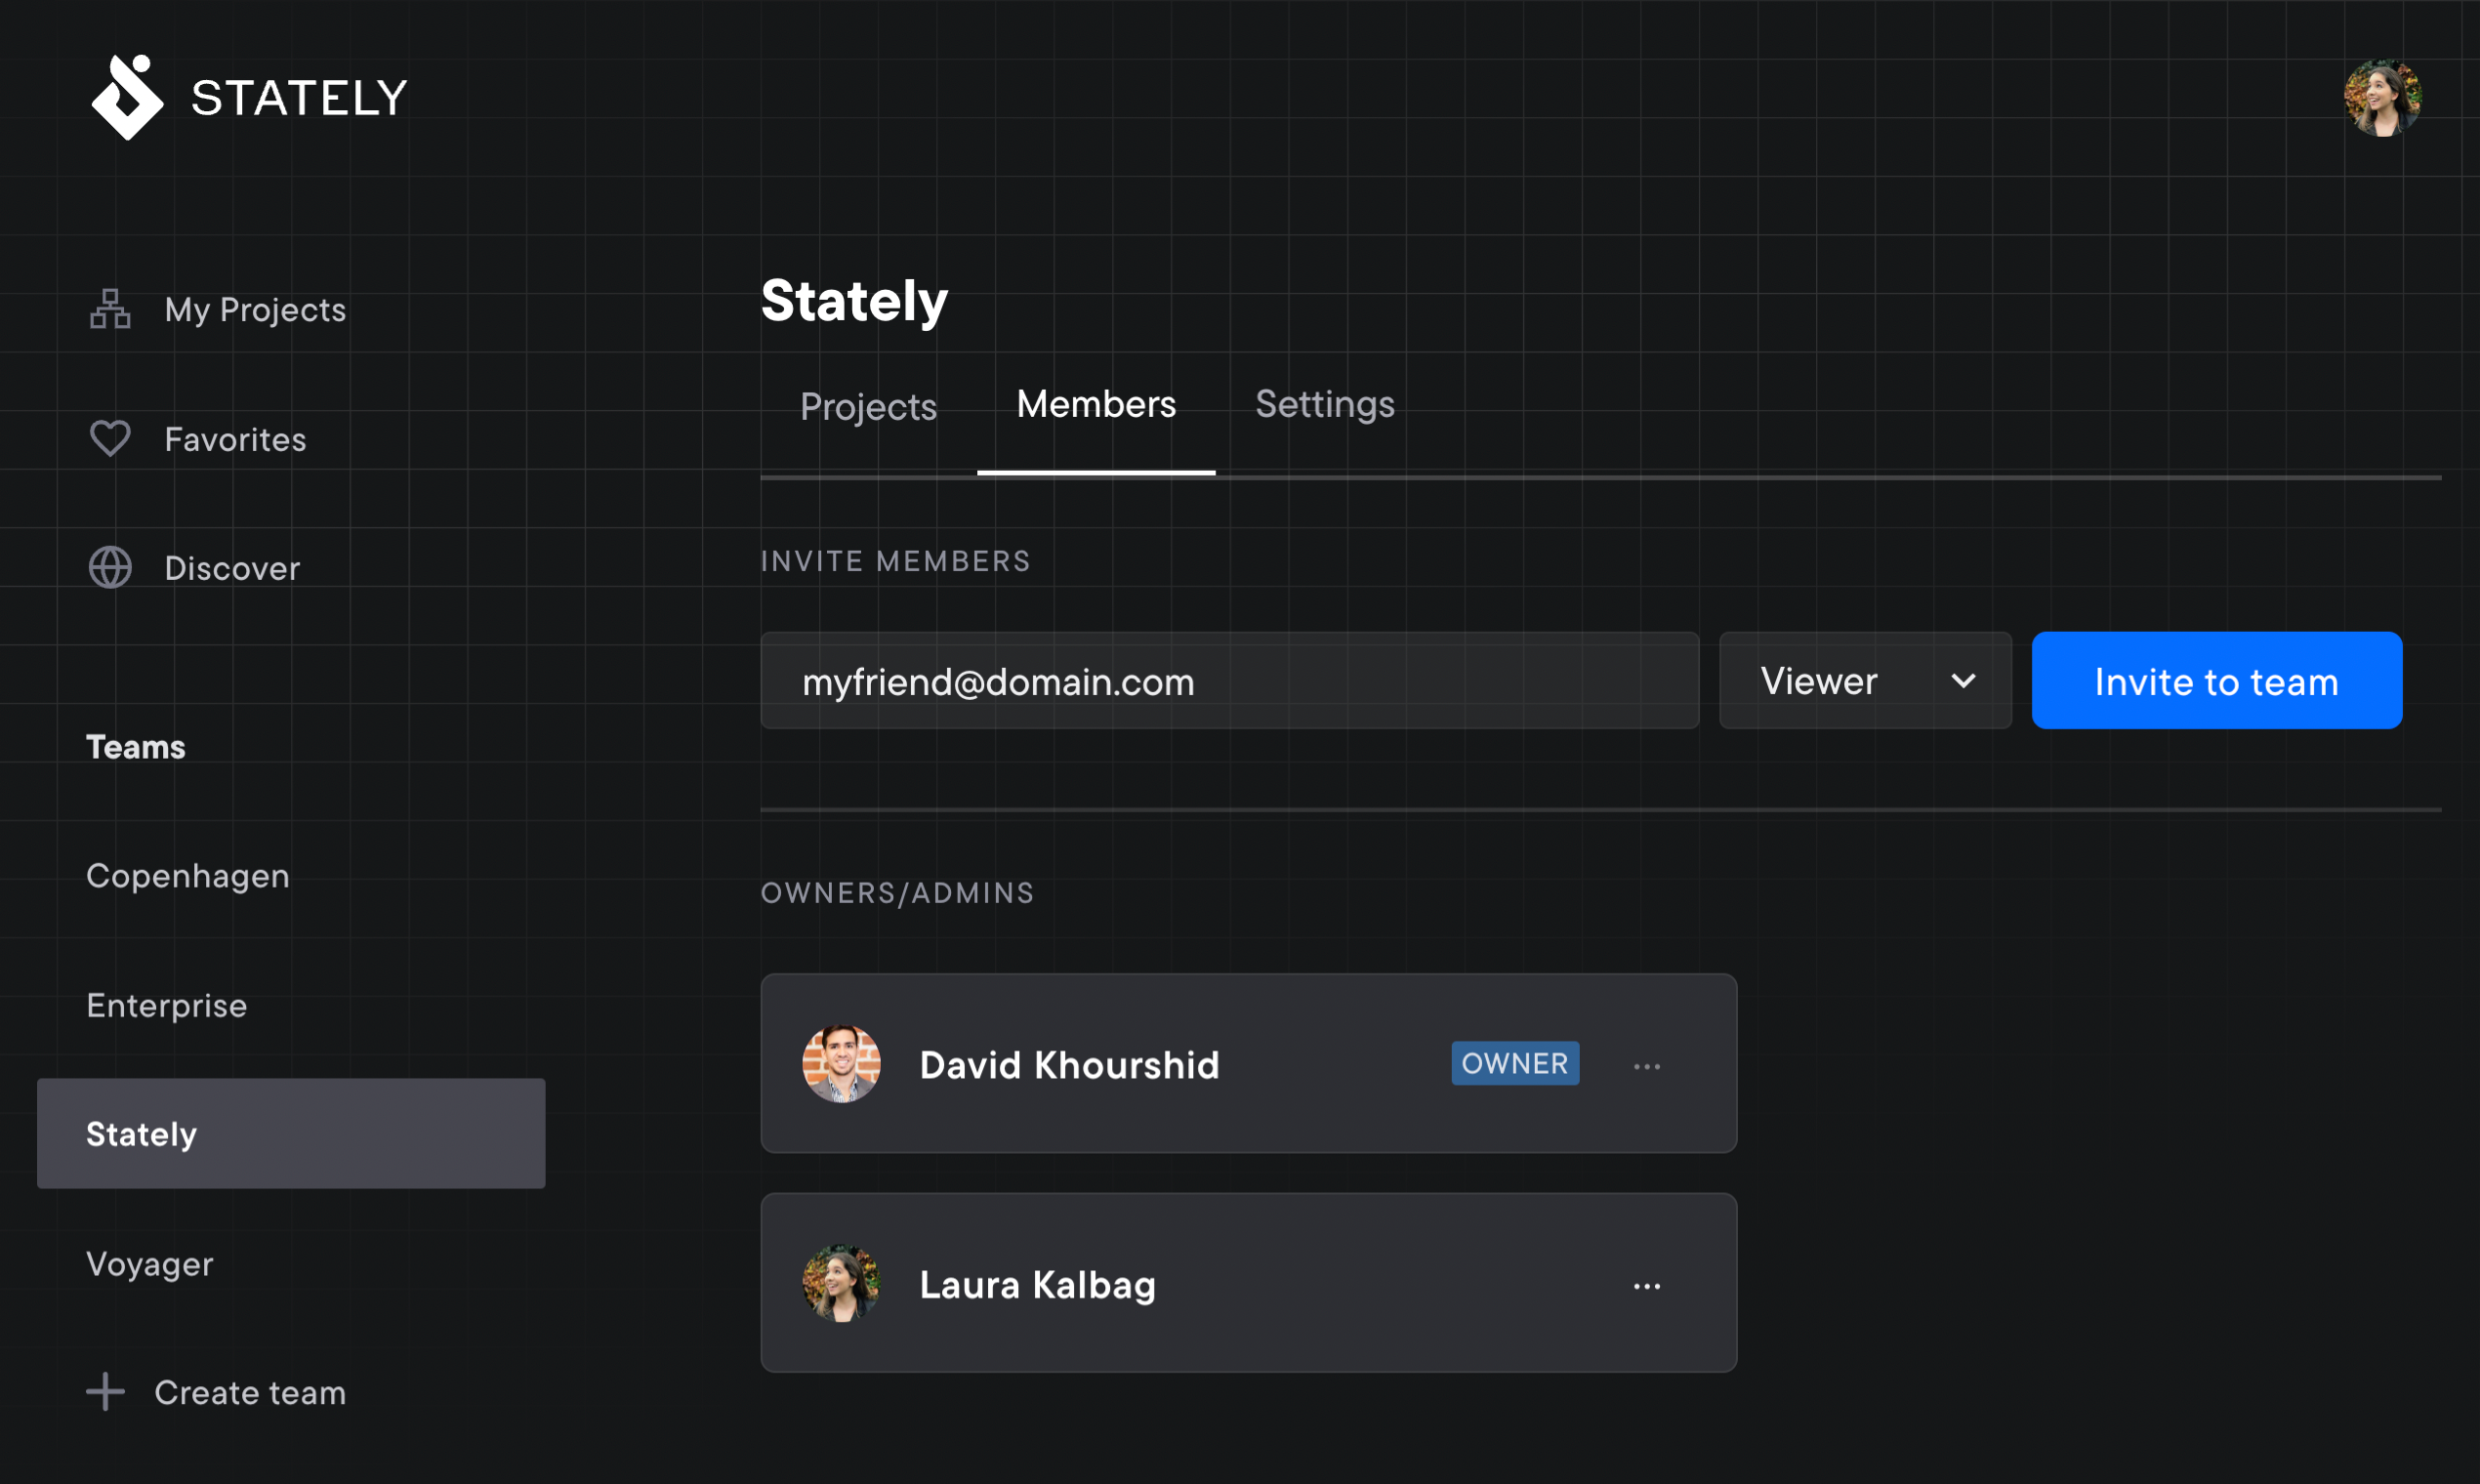 STATELY
My Projects
Favorites
Discover
Teams
Copenhagen
Enterprise
Stately
Voyager
Create team
Stately
Projects Members Settings
INVITE MEMBERS
myfriend@domain.com Viewer Invite to team
OWNERS/ADMINS
David Khourshid OWNER ...
Laura Kalbag ...